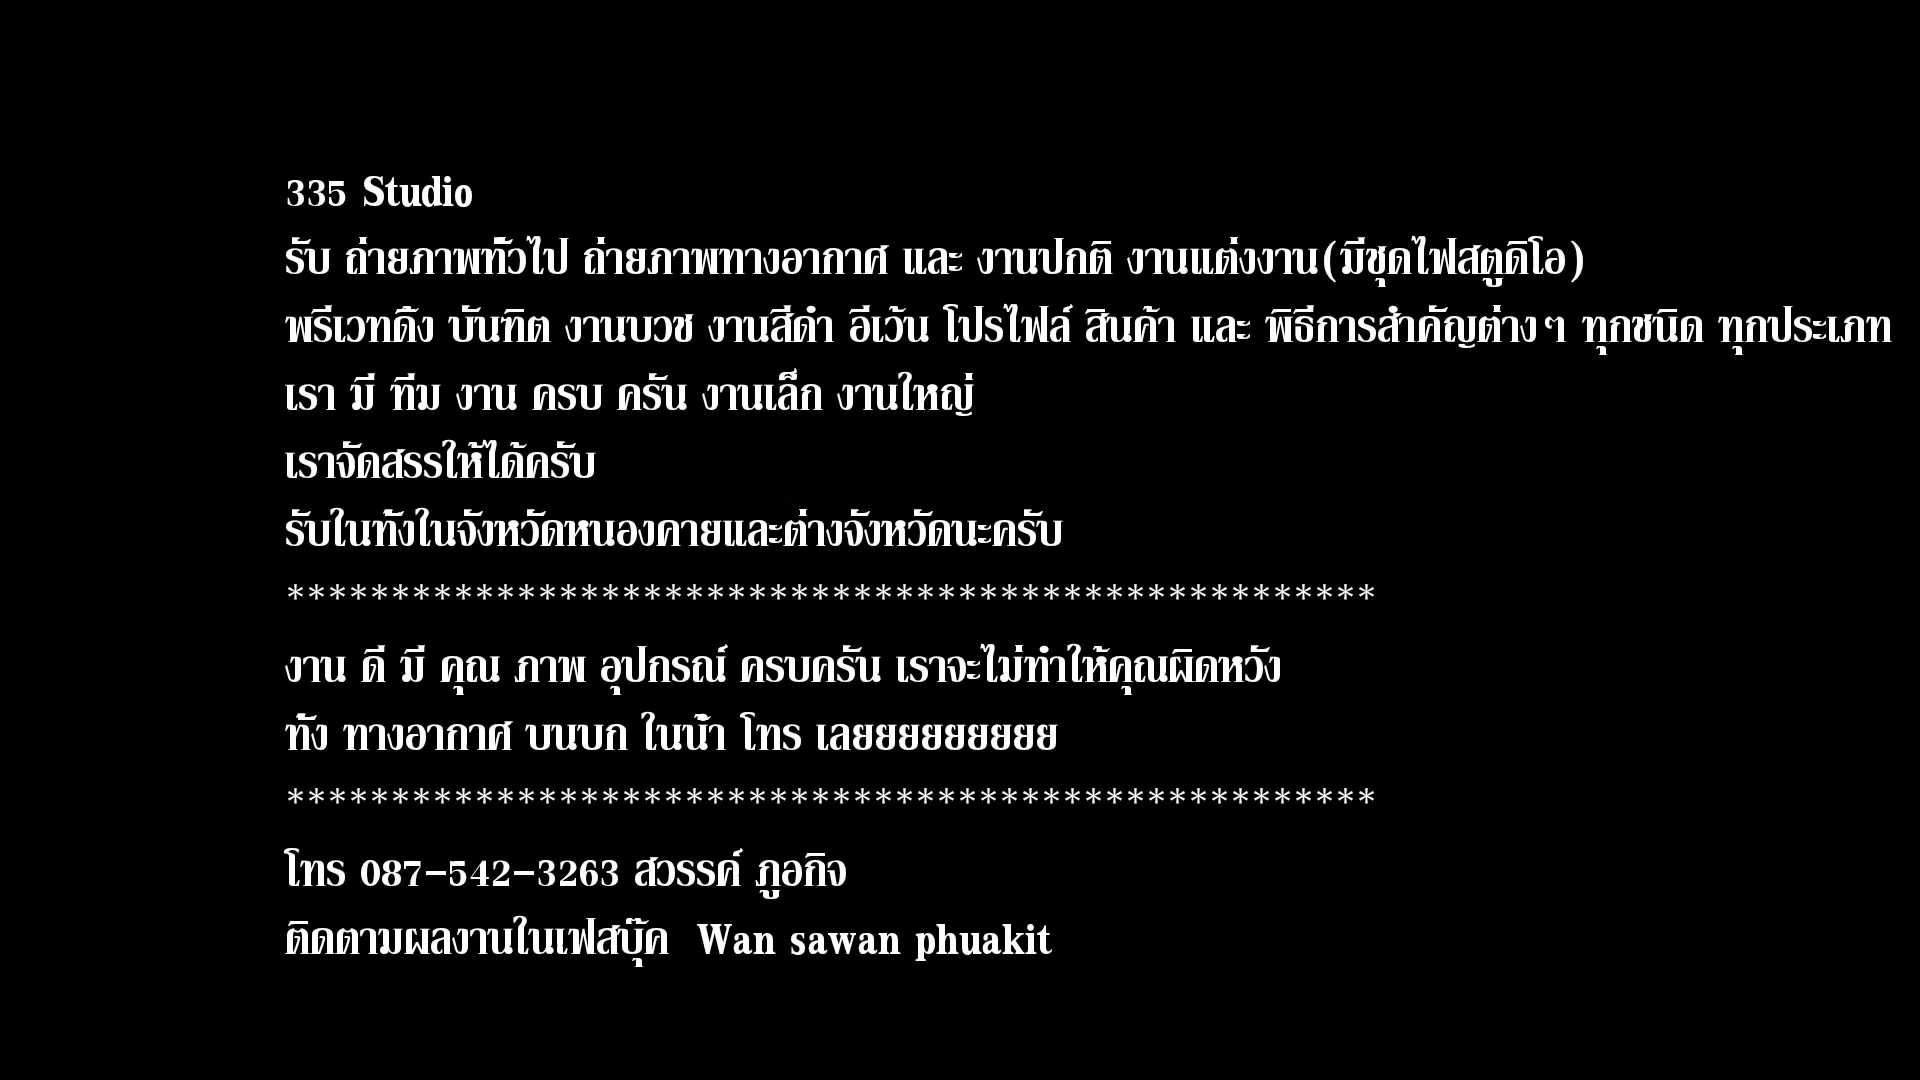 335 Studio
รับ ถ่ายภาพทั่วไป ถ่ายภาพทางอากาศ และ งานปกติ งานแต่งงาน(มีชุดไฟสตูดิโอ)
พรีเวทดิ้ง บัณฑิต งานบวช งานสีดำ อีเว้น โปรไฟล์ สินค้า และ พิธีการสำคัญต่างๆ ทุกชนิด ทุกประเภท
เรา มี ทีม งาน ครบ ครัน งานเล็ก งานใหญ่
เราจัดสรรให้ได้ครับ
รับในทั้งในจังหวัดหนองคายและต่างจังหวัดนะครับ
****************************************************
งาน ดี มี คุณ ภาพ อุปกรณ์ ครบครัน เราจะไม่ทำให้คุณผิดหวัง
ทั้ง ทางอากาศ บนบก ในน้ำ โทร เลยยยยยยยยย
****************************************************
โทร 087-542-3263 สวรรค์ ภูอกิจ
ติดตามผลงานในเฟสบุ๊ค Wan sawan phuakit